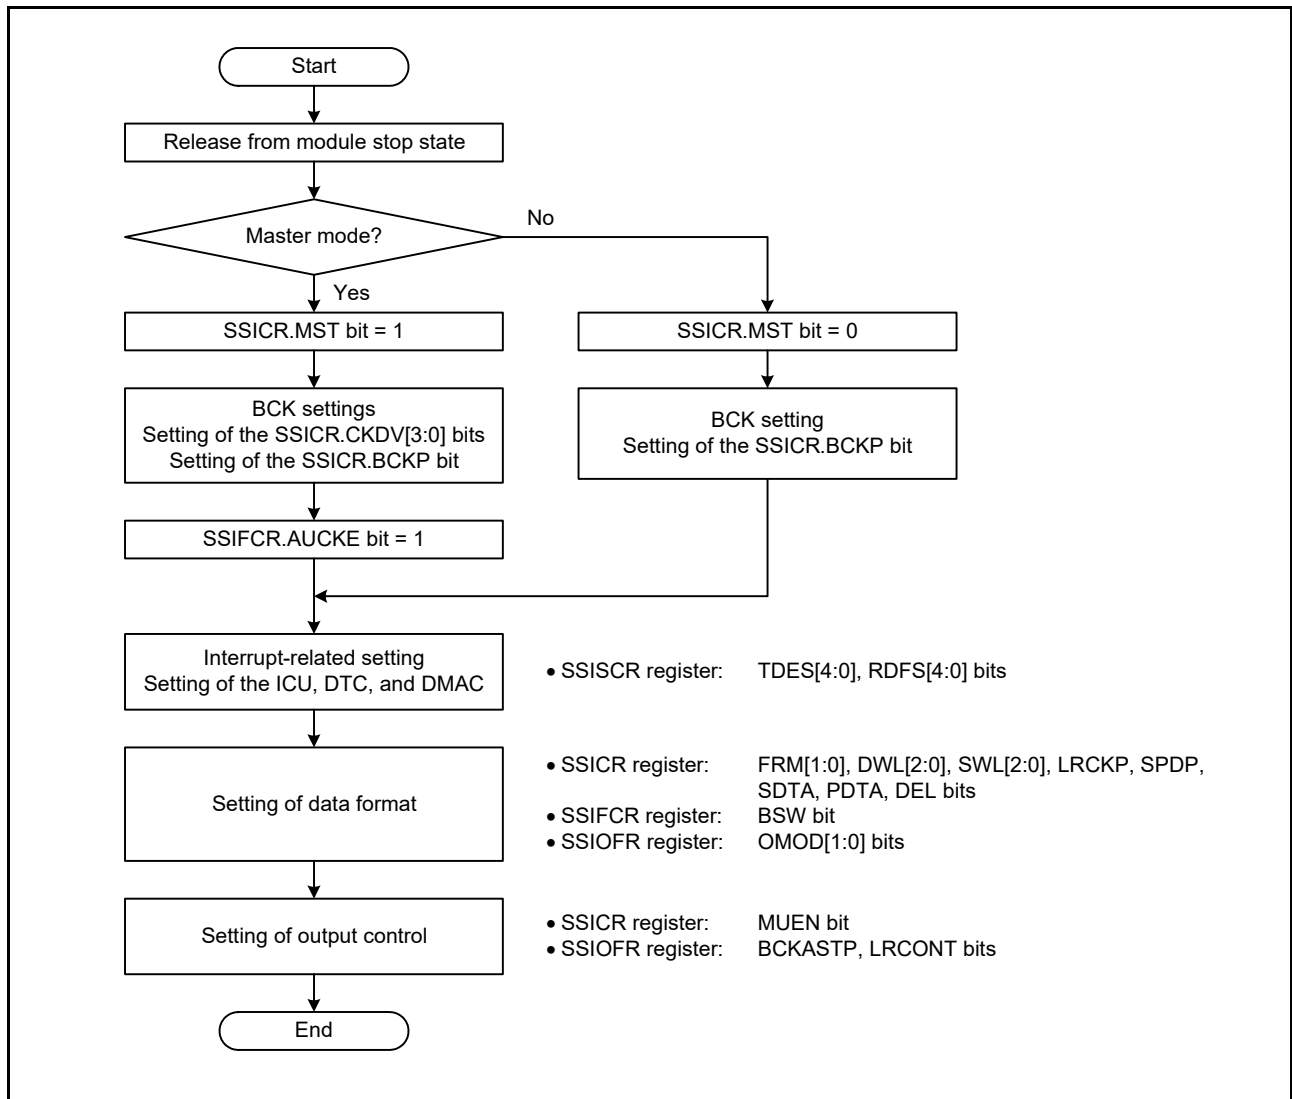 Start
Release from module stop state
Master mode?
No
Yes
SSICR.MST bit = 1
SSICR.MST bit = 0
BCK settings
Setting of the SSICR.CKDV[3:0] bits
Setting of the SSICR.BCKP bit
BCK setting
Setting of the SSICR.BCKP bit
SSIFCR.AUCKE bit = 1
Interrupt-related setting
Setting of the ICU, DTC, and DMAC
• SSISCR register: TDES[4:0], RDFS[4:0] bits
Setting of data format
• SSICR register: FRM[1:0], DWL[2:0], SWL[2:0], LRCKP, SPDP,
SDTA, PDTA, DEL bits
• SSIFCR register: BSW bit
• SSIOFR register: OMOD[1:0] bits
Setting of output control
• SSICR register: MUEN bit
• SSIOFR register: BCKASTP, LRCONT bits
End